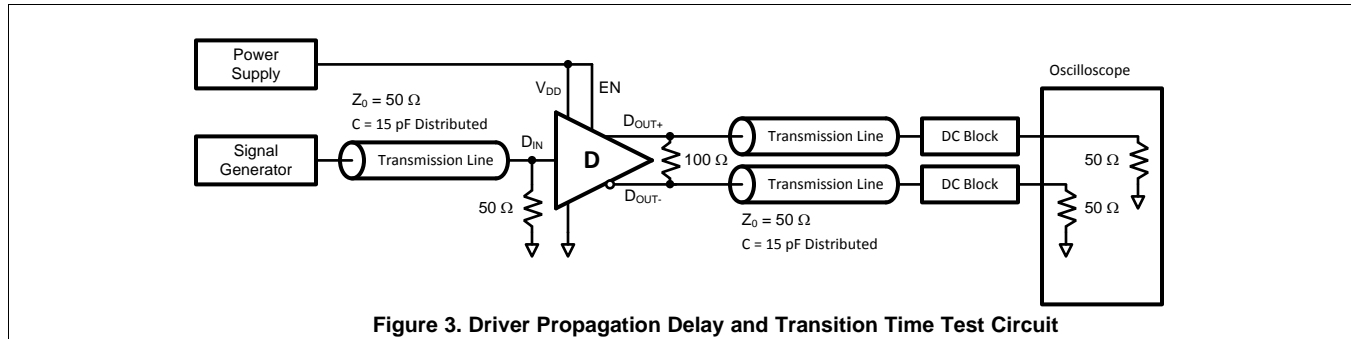 Power
Supply
Signal
Generator
Z0 = 50 Ω
C = 15 pF Distributed
Transmission Line
DIN
50 Ω
VDD
EN
D
DOUT+
DOUT-
100 Ω
Transmission Line
DC Block
Transmission Line
DC Block
Z0 = 50 Ω
C = 15 pF Distributed
Oscilloscope
50 Ω
50 Ω
Figure 3. Driver Propagation Delay and Transition Time Test Circuit